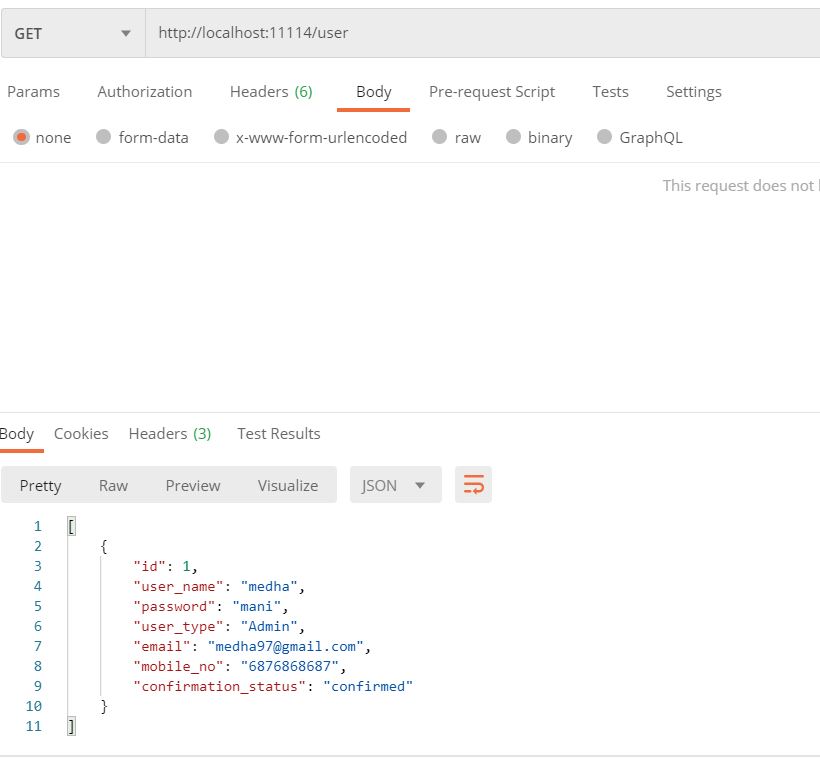 GET http://localhost:11114/user
Params Authorization Headers (6) Body Pre-request Script Tests Settings
none form-data x-www-form-urlencoded raw binary GraphQL
This request does not
Body Cookies Headers (3) Test Results
Pretty Raw Preview Visualize JSON
1 [
2 {
3 "id": 1,
4 "user_name": "medha",
5 "password": "mani",
6 "user_type": "Admin",
7 "email": "medha97@gmail.com",
8 "mobile_no": "6876868687",
9 "confirmation_status": "confirmed"
10 }
11 ]